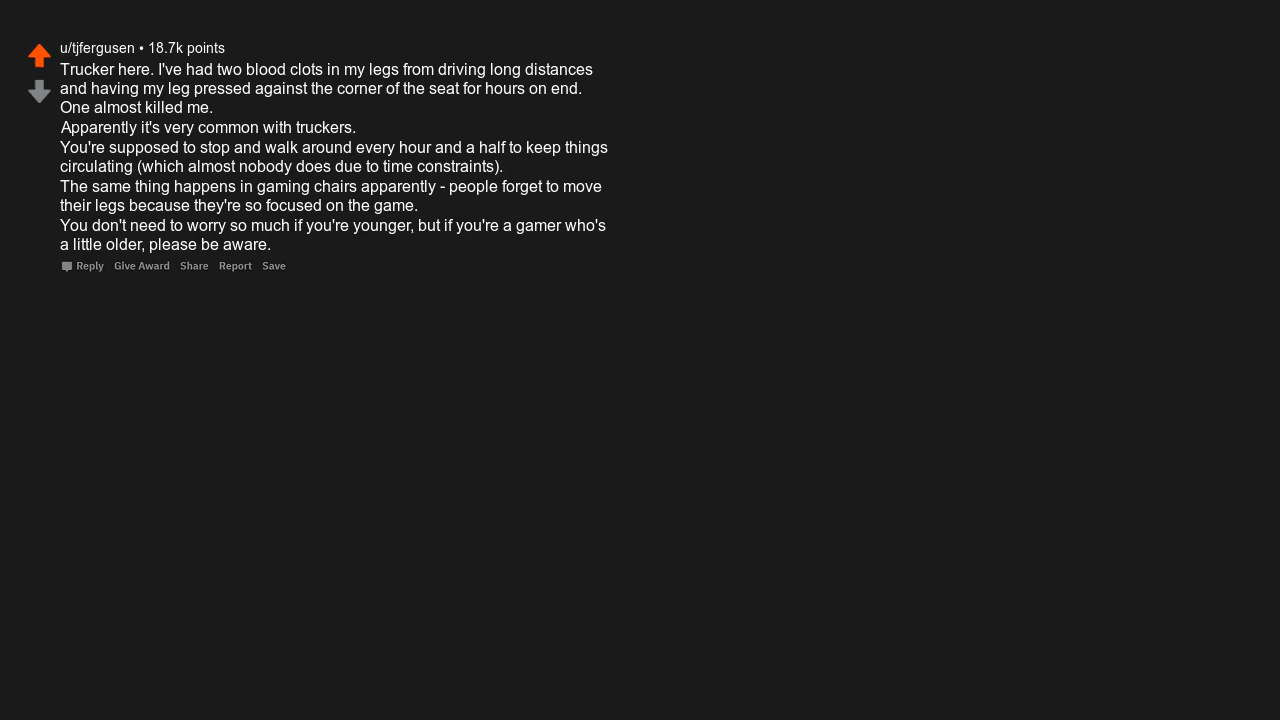 u/tjfergusen • 18.7k points
Trucker here. I've had two blood clots in my legs from driving long distances
and having my leg pressed against the corner of the seat for hours on end.
One almost killed me.
Apparently it's very common with truckers.
You're supposed to stop and walk around every hour and a half to keep things
circulating (which almost nobody does due to time constraints).
The same thing happens in gaming chairs apparently - people forget to move
their legs because they're so focused on the game.
You don't need to worry so much if you're younger, but if you're a gamer who's
a little older, please be aware.
Reply Give Award Share Report Save